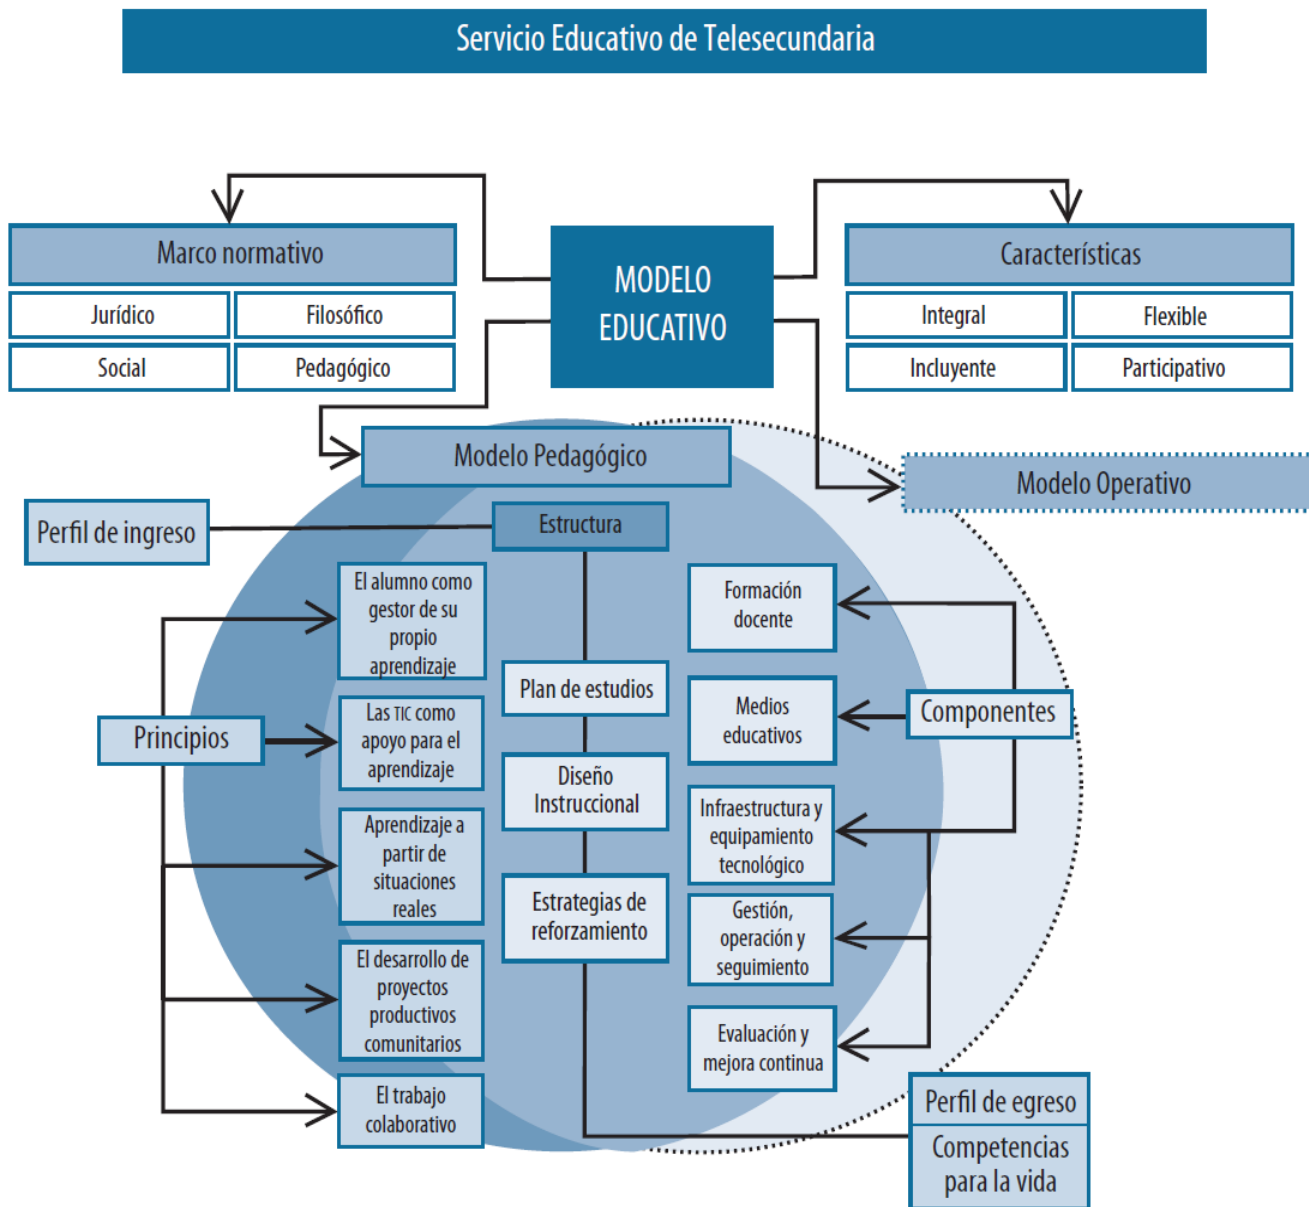 Servicio Educativo de Telesecundaria
Marco normativo
Jurídico
Filosófico
Social
Pedagógico
MODELO
EDUCATIVO
Características
Integral
Flexible
Incluyente
Participativo
Modelo Pedagógico
Modelo Operativo
Perfil de ingreso
Estructura
El alumno como
gestor de su
propio
aprendizaje
Principios
Las TIC como
apoyo para el
aprendizaje
Aprendizaje a
partir de
situaciones
reales
El desarrollo de
proyectos
productivos
comunitarios
El trabajo
colaborativo
Plan de estudios
Diseño
Instruccional
Estrategias de
reforzamiento
Formación
docente
Medios
educativos
Componentes
Infraestructura y
equipamiento
tecnológico
Gestión,
operación y
seguimiento
Evaluación y
mejora continua
Perfil de egreso
Competencias
para la vida